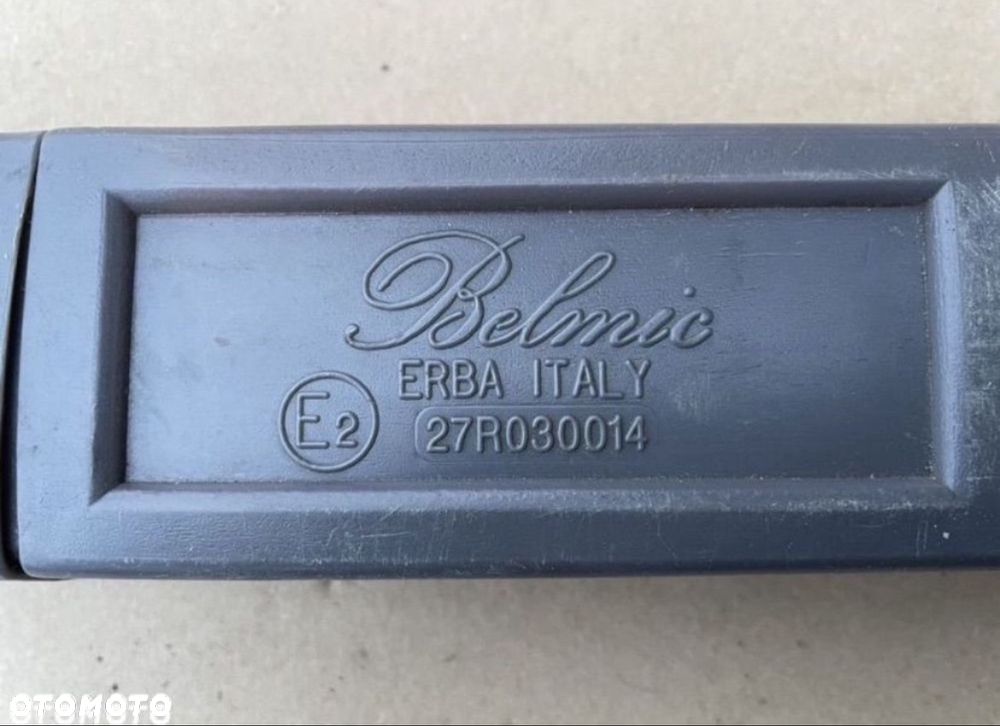 Belmic
ERBA ITALY
E2
27R030014
OTOMOTO